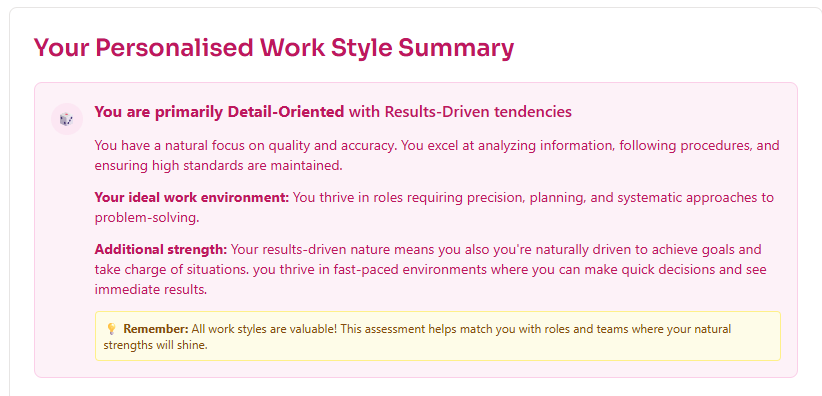 Your Personalised Work Style Summary
You are primarily Detail-Oriented with Results-Driven tendencies
You have a natural focus on quality and accuracy. You excel at analyzing information, following procedures, and
ensuring high standards are maintained.
Your ideal work environment: You thrive in roles requiring precision, planning, and systematic approaches to
problem-solving.
Additional strength: Your results-driven nature means you also you're naturally driven to achieve goals and
take charge of situations. you thrive in fast-paced environments where you can make quick decisions and see
immediate results.
Remember: All work styles are valuable! This assessment helps match you with roles and teams where your natural
strengths will shine.